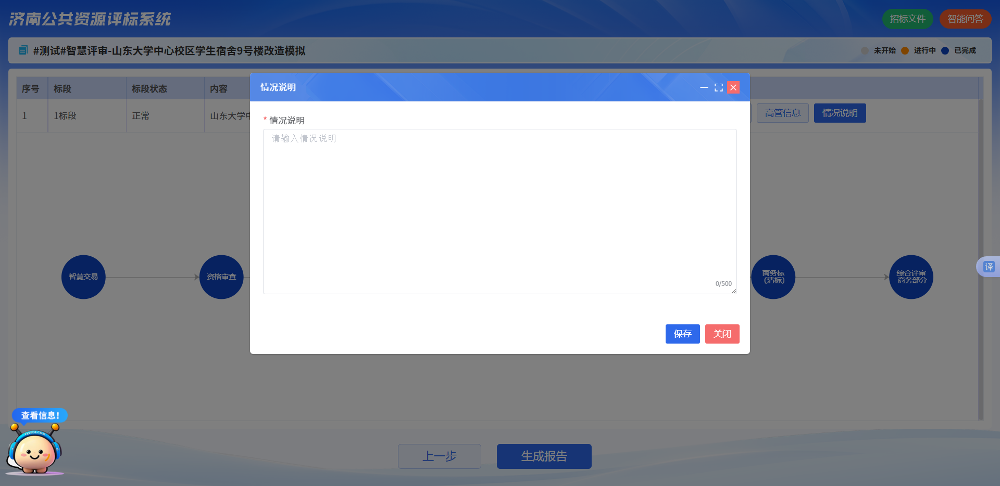 济南公共资源评标系统
招标文件
智能问答
#测试#智慧评审-山东大学中心校区学生宿舍9号楼改造模拟
未开始
进行中
已完成
序号
标段
标段状态
内容
1
1标段
正常
山东大学中
高管信息
情况说明
情况说明
* 情况说明
请输入情况说明
0/500
保存
关闭
智慧交易
资格审查
商务标
(清标)
综合评审
商务部分
译
查看信息!
上一步
生成报告